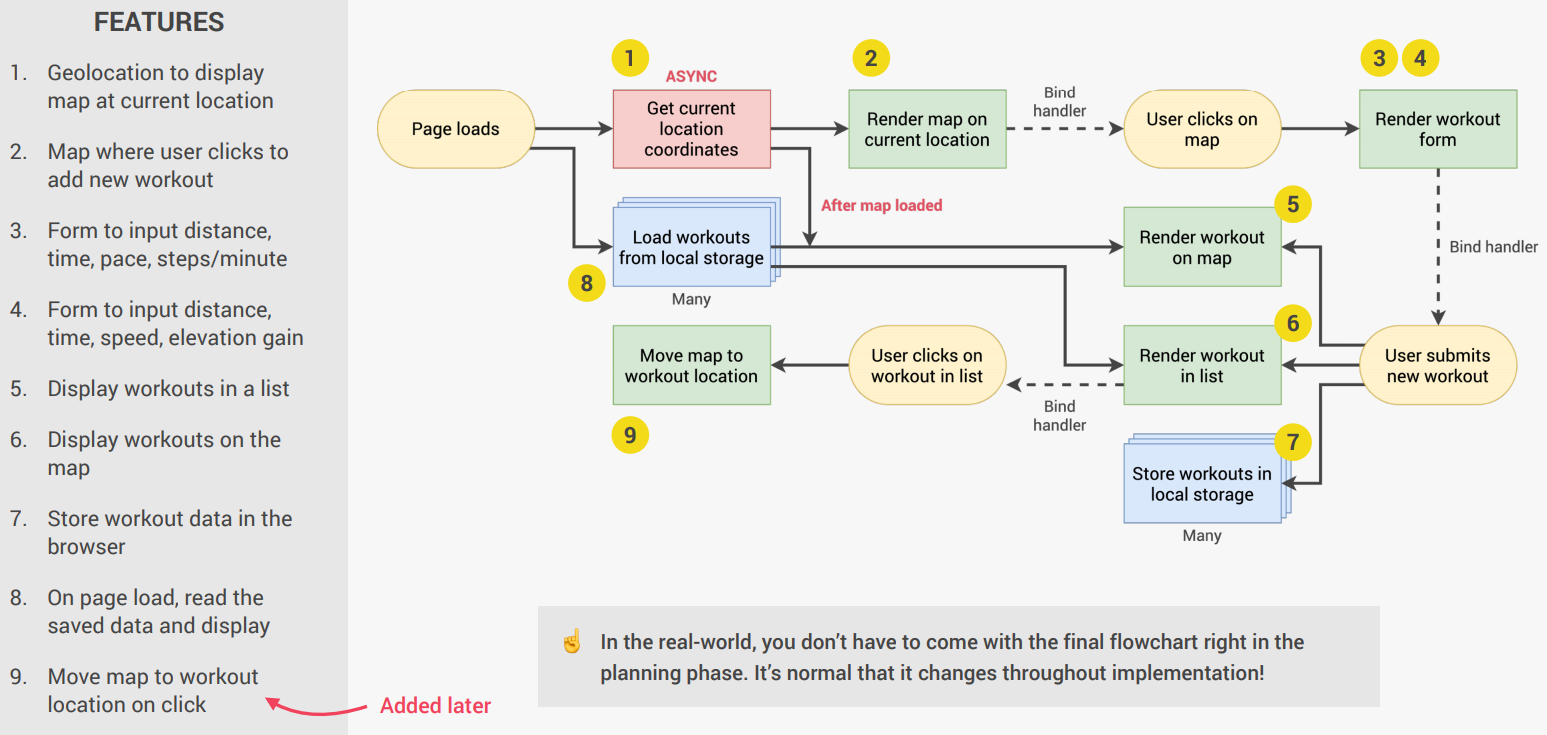 FEATURES
1. Geolocation to display
map at current location
2. Map where user clicks to
add new workout
3. Form to input distance,
time, pace, steps/minute
4. Form to input distance,
time, speed, elevation gain
5. Display workouts in a list
6. Display workouts on the
map
7. Store workout data in the
browser
8. On page load, read the
saved data and display
9. Move map to workout
location on click
Added later
Page loads
1
ASYNC
Get current
location
coordinates
2
Render map on
current location
Bind
handler
User clicks on
map
3 4
Render workout
form
After map loaded
Load workouts
from local storage
8
Many
5
Render workout
on map
Bind handler
Move map to
workout location
9
User clicks on
workout in list
Bind
handler
6
Render workout
in list
User submits
new workout
7
Store workouts in
local storage
Many
☝ In the real-world, you don’t have to come with the final flowchart right in the
planning phase. It’s normal that it changes throughout implementation!